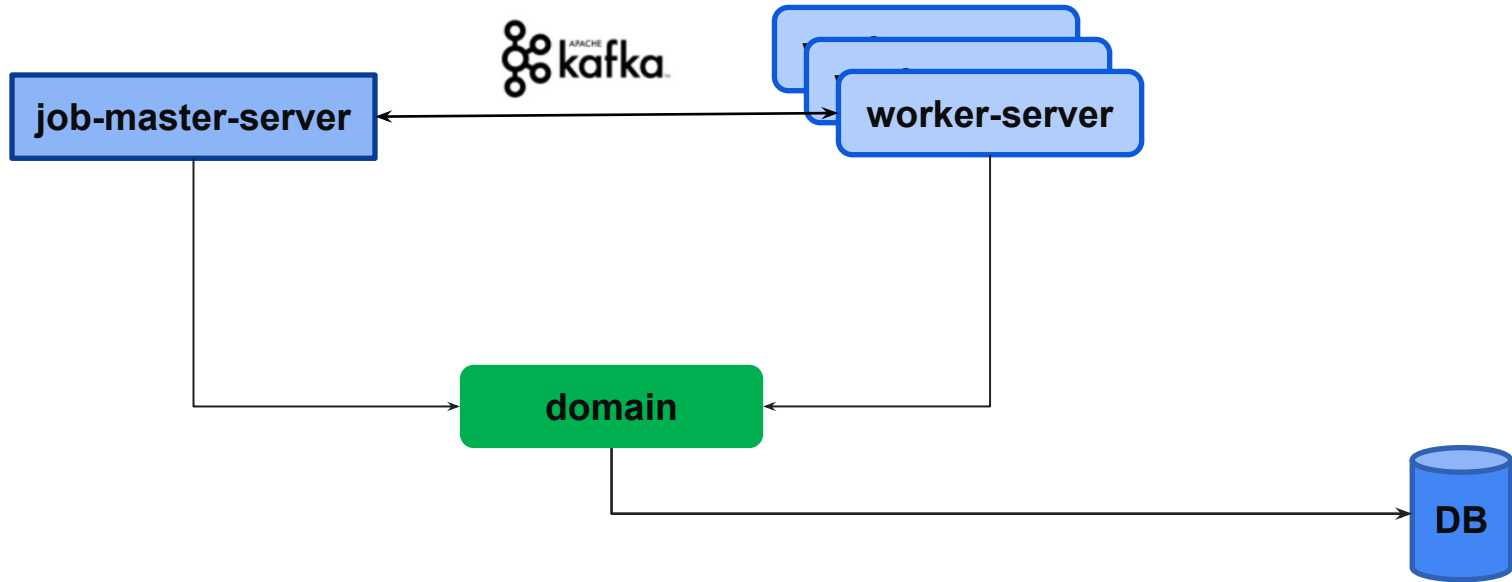 APACHE
kafka
job-master-server
worker-server
domain
DB